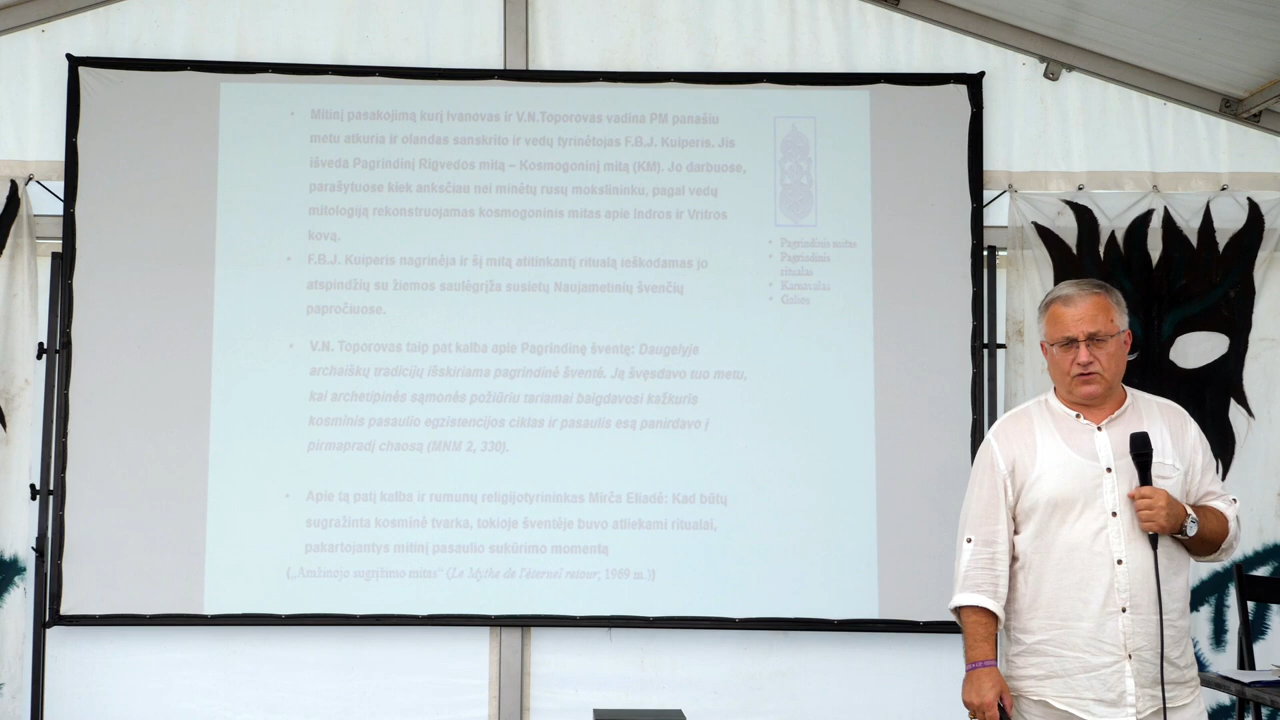 • Mitinį pasakojimą kurį Ivanovas ir V.N.Toporovas vadina PM panašiu
metu atkuria ir olandas sanskrito ir vedų tyrinėtojas F.B.J. Kuiperis. Jis
išveda Pagrindinį Rigvedos mitą – Kosmogoninį mitą (KM). Jo darbuose,
parašytuose kiek anksčiau nei minėtų rusų mokslininku, pagal vedų
mitologiją rekonstruojamas kosmogoninis mitas apie Indros ir Vritros
kovą.
• F.B.J. Kuiperis nagrinėja ir šį mitą atitinkantį ritualą ieškodamas jo
atspindžių su žiemos saulėgrįža susietų Naujametinių švenčių
papročiuose.
• V.N. Toporovas taip pat kalba apie Pagrindinę šventę: Daugelyje
archaiškų tradicijų išskiriama pagrindinė šventė. Ją švęsdavo tuo metu,
kai archetipinės sąmonės požiūriu tariamai baigdavosi kažkuris
kosminis pasaulio egzistencijos ciklas ir pasaulis esą panirdavo į
pirmapradį chaosą (MNM 2, 330).
• Apie tą patį kalba ir rumunų religijotyrininkas Mirča Eliadė: Kad būtų
sugražinta kosminė tvarka, tokioje šventėje buvo atliekami ritualai,
pakartojantys mitinį pasaulio sukūrimo momentą
(„Amžinojo sugrįžimo mitas“ (Le Mythe de l'éternel retour, 1969 m.))
• Pagrindinis mitas
• Pagrindinis
ritualas
• Karnavalas